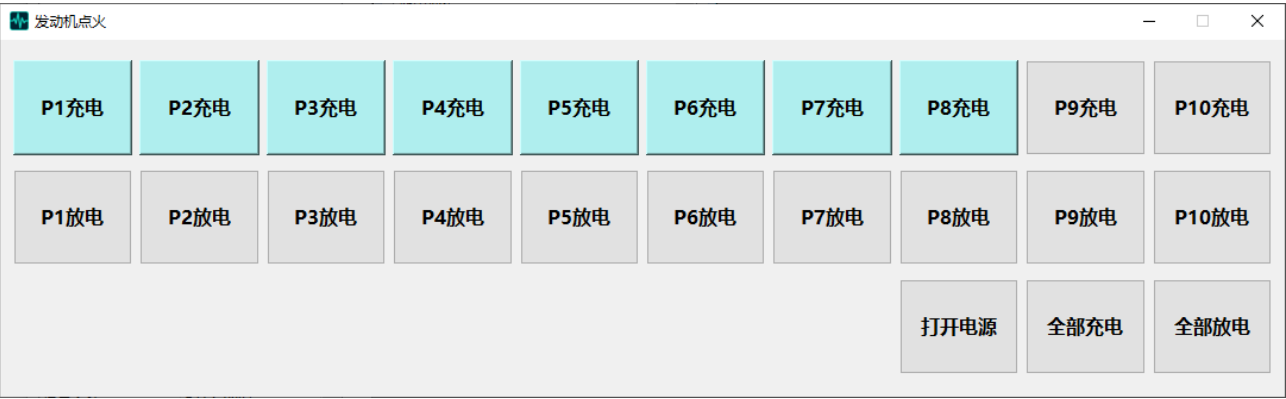 发动机点火
P1充电 P2充电 P3充电 P4充电 P5充电 P6充电 P7充电 P8充电 P9充电 P10充电
P1放电 P2放电 P3放电 P4放电 P5放电 P6放电 P7放电 P8放电 P9放电 P10放电
打开电源 全部充电 全部放电